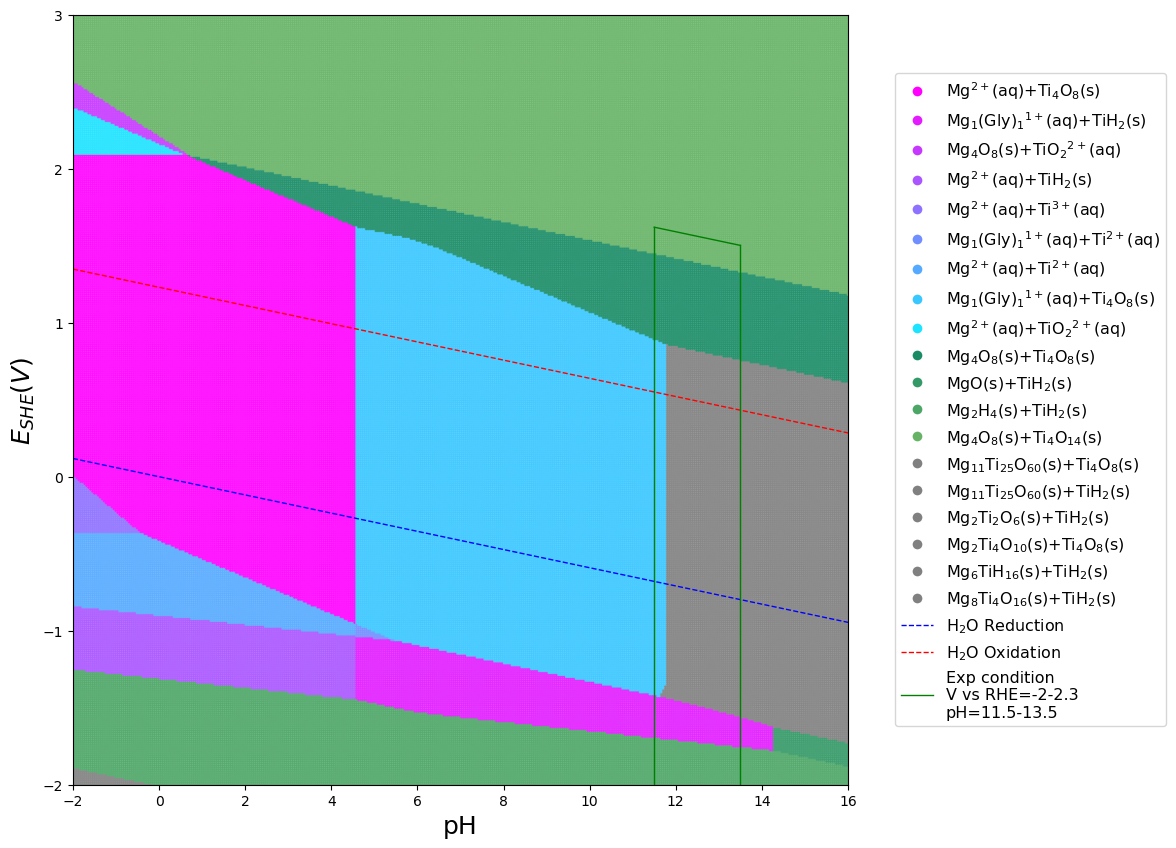 3
2
1
0
−1
−2
−2
0
2
4
6
8
10
12
14
16
E_SHE(V)
pH
Mg²⁺(aq)+Ti₄O₈(s)
Mg₁(Gly)₁¹⁺(aq)+TiH₂(s)
Mg₄O₈(s)+TiO₂²⁺(aq)
Mg²⁺(aq)+TiH₂(s)
Mg²⁺(aq)+Ti³⁺(aq)
Mg₁(Gly)₁¹⁺(aq)+Ti²⁺(aq)
Mg²⁺(aq)+Ti²⁺(aq)
Mg₁(Gly)₁¹⁺(aq)+Ti₄O₈(s)
Mg²⁺(aq)+TiO₂²⁺(aq)
Mg₄O₈(s)+Ti₄O₈(s)
MgO(s)+TiH₂(s)
Mg₂H₄(s)+TiH₂(s)
Mg₄O₈(s)+Ti₄O₁₄(s)
Mg₁₁Ti₂₅O₆₀(s)+Ti₄O₈(s)
Mg₁₁Ti₂₅O₆₀(s)+TiH₂(s)
Mg₂Ti₂O₆(s)+TiH₂(s)
Mg₂Ti₄O₁₀(s)+Ti₄O₈(s)
Mg₆TiH₁₆(s)+TiH₂(s)
Mg₈Ti₄O₁₆(s)+TiH₂(s)
H₂O Reduction
H₂O Oxidation
Exp condition
V vs RHE=-2-2.3
pH=11.5-13.5